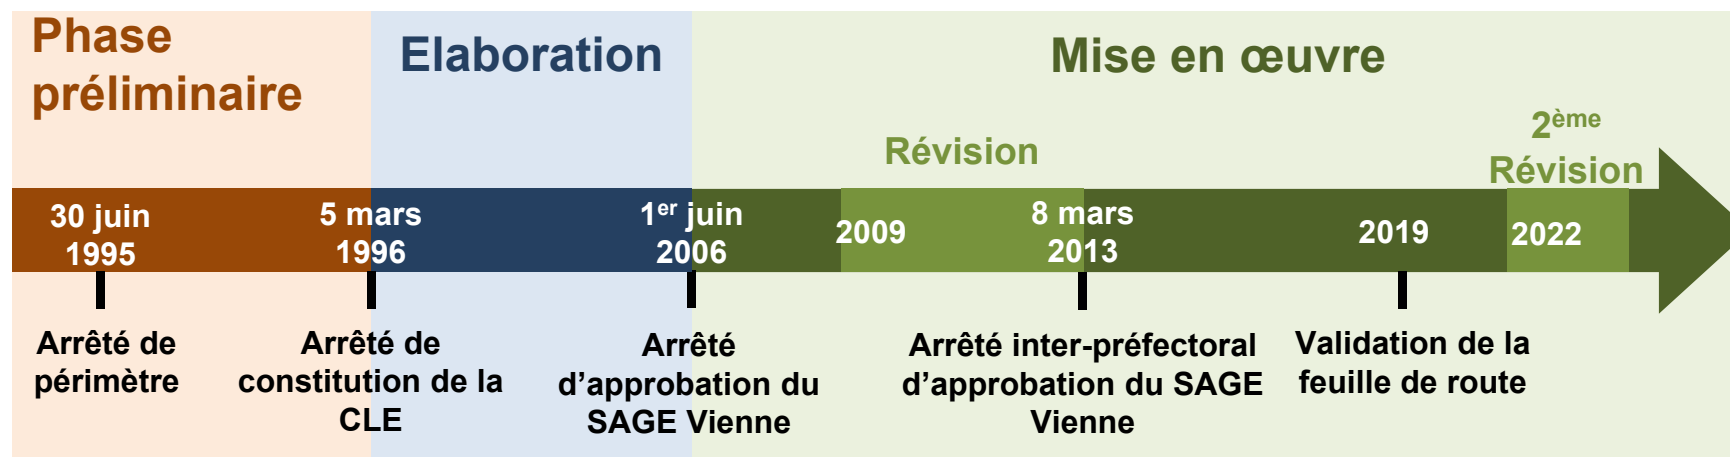 Phase
préliminaire
Elaboration
Mise en œuvre
Révision
2ème
Révision
30 juin
1995
5 mars
1996
1er juin
2006
2009
8 mars
2013
2019
2022
Arrêté de
périmètre
Arrêté de
constitution de la
CLE
Arrêté
d’approbation du
SAGE Vienne
Arrêté inter-préfectoral
d’approbation du SAGE
Vienne
Validation de la
feuille de route